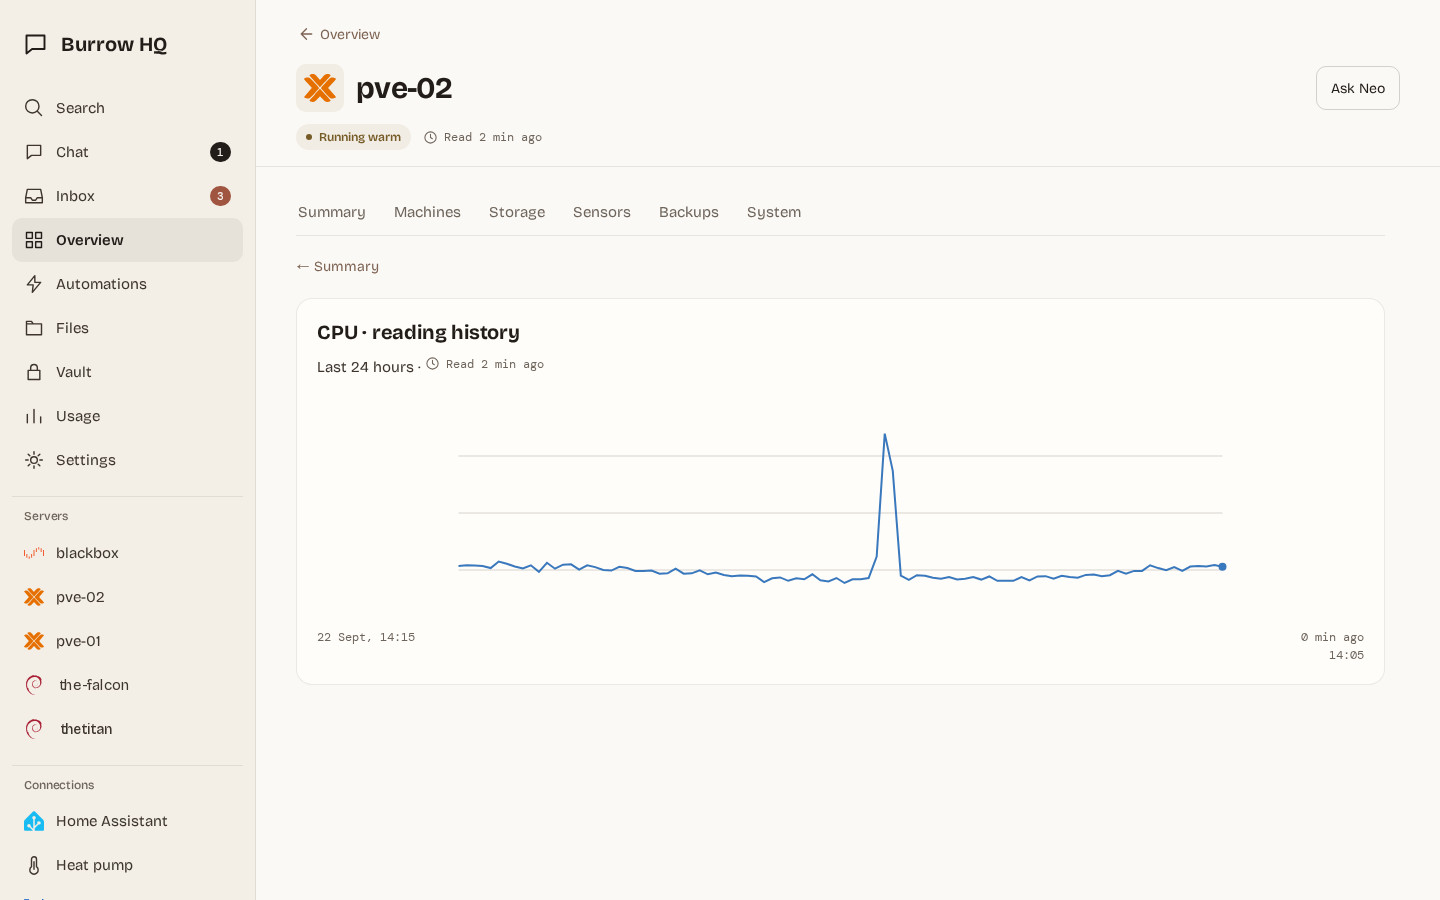 Burrow HQ
Search
Chat 1
Inbox 3
Overview
Automations
Files
Vault
Usage
Settings
Servers
blackbox
pve-02
pve-01
the-falcon
thetitan
Connections
Home Assistant
Heat pump
← Overview
pve-02
Ask Neo
Running warm
Read 2 min ago
Summary Machines Storage Sensors Backups System
← Summary
CPU · reading history
Last 24 hours · Read 2 min ago
22 Sept, 14:15
0 min ago
14:05